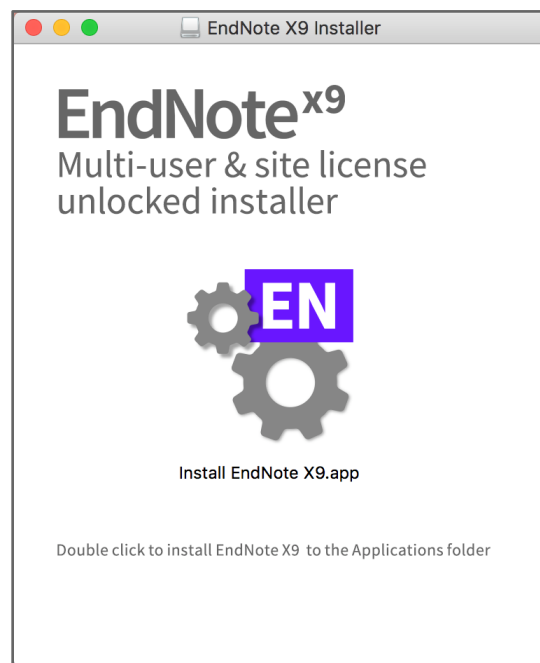 EndNote X9 Installer
EndNote x9
Multi-user & site license
unlocked installer
EN
Install EndNote X9.app
Double click to install EndNote X9 to the Applications folder